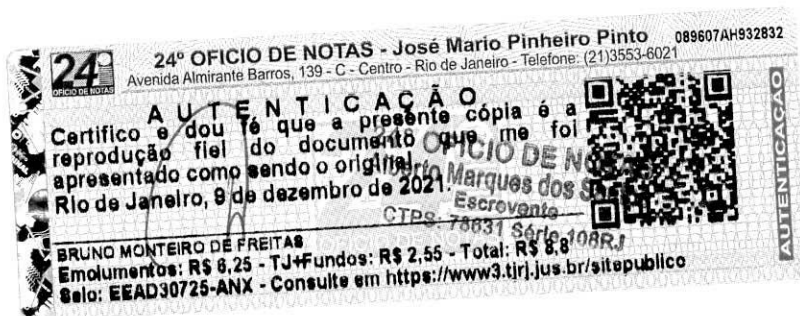 24º
OFICIO DE NOTAS
24º OFICIO DE NOTAS - José Mario Pinheiro Pinto
089607AH932832
Avenida Almirante Barros, 139 - C - Centro - Rio de Janeiro - Telefone: (21)3553-6021
AUTENTICAÇÃO
Certifico e dou fé que a presente cópia é a
reprodução fiel do documento que me foi
apresentado como sendo o original.
Rio de Janeiro, 9 de dezembro de 2021.
OFICIO DE
Marques dos
Escrevente
CTPS: 78631 Série 108RJ
BRUNO MONTEIRO DE FREITAS
Emolumentos: R$ 6,25 - TJ+Fundos: R$ 2,55 - Total: R$ 8,8
Selo: EEAD30725-ANX - Consulte em https://www3.tjrj.jus.br/sitepublico
AUTENTICACAO